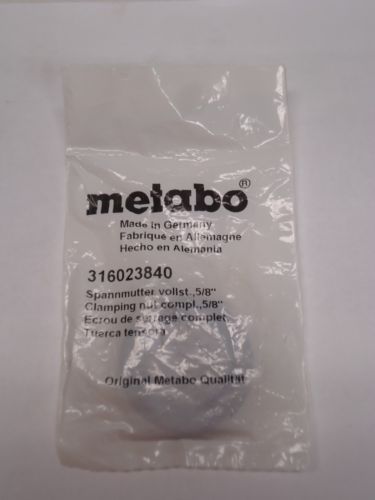 metabo®
Made in Germany
Fabriqué en Allemagne
Hecho en Alemania
316023840
Spannmutter vollst.,5/8"
Clamping nut compl.,5/8"
Ecrou de serrage complet
Tuerca tensora
Original Metabo Qualität